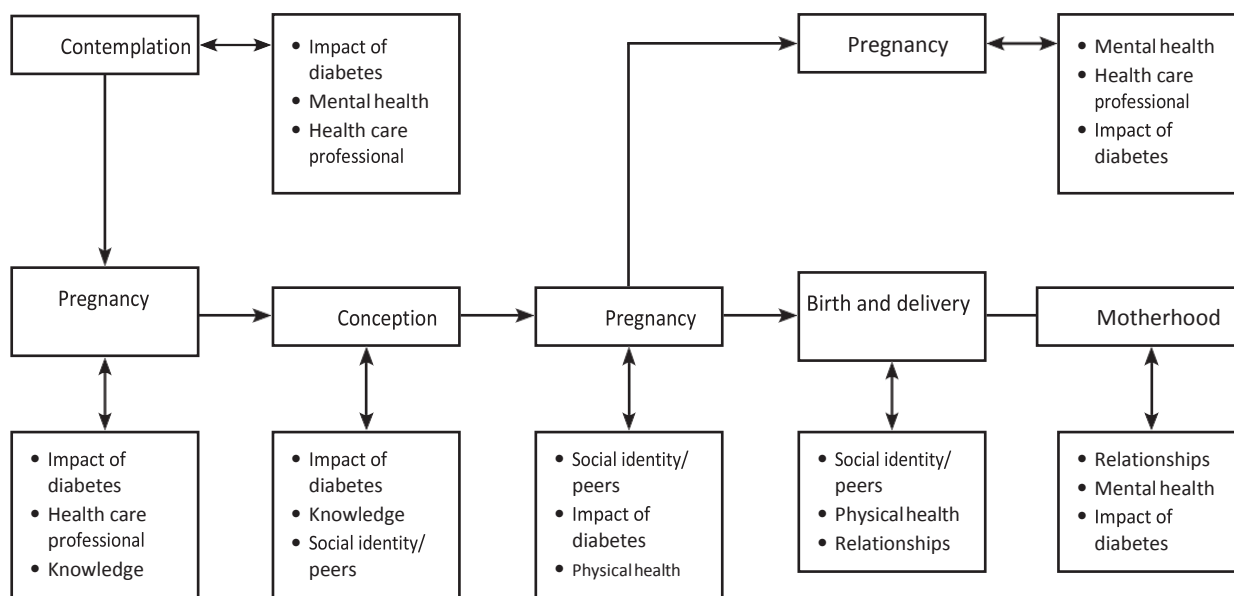 Contemplation
• Impact of
diabetes
• Mental health
• Health care
professional
Pregnancy
• Mental health
• Health care
professional
• Impact of
diabetes
Pregnancy
Conception
Pregnancy
Birth and delivery
Motherhood
• Impact of
diabetes
• Health care
professional
• Knowledge
• Impact of
diabetes
• Knowledge
• Social identity/
peers
• Social identity/
peers
• Impact of
diabetes
• Physical health
• Social identity/
peers
• Physical health
• Relationships
• Relationships
• Mental health
• Impact of
diabetes